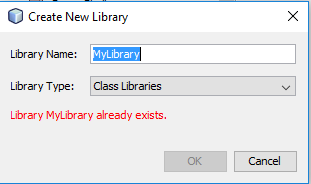 Create New Library
Library Name: MyLibrary
Library Type: Class Libraries
Library MyLibrary already exists.
OK Cancel